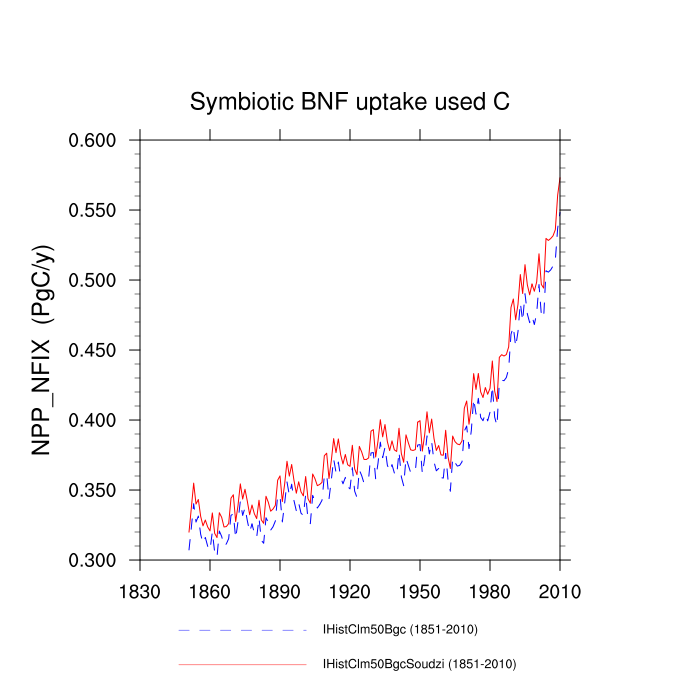 Symbiotic BNF uptake used C
0.600
0.550
0.500
0.450
0.400
0.350
0.300
NPP_NFIX (PgC/y)
1830 1860 1890 1920 1950 1980 2010
IHistClm50Bgc (1851-2010)
IHistClm50BgcSoudzi (1851-2010)